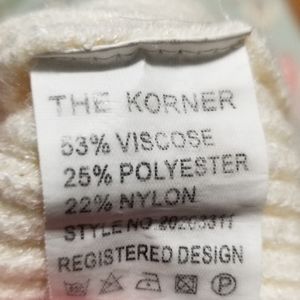 THE KORNER
53% VISCOSE
25% POLYESTER
22% NYLON
STYLE NO
REGISTERED DESIGN